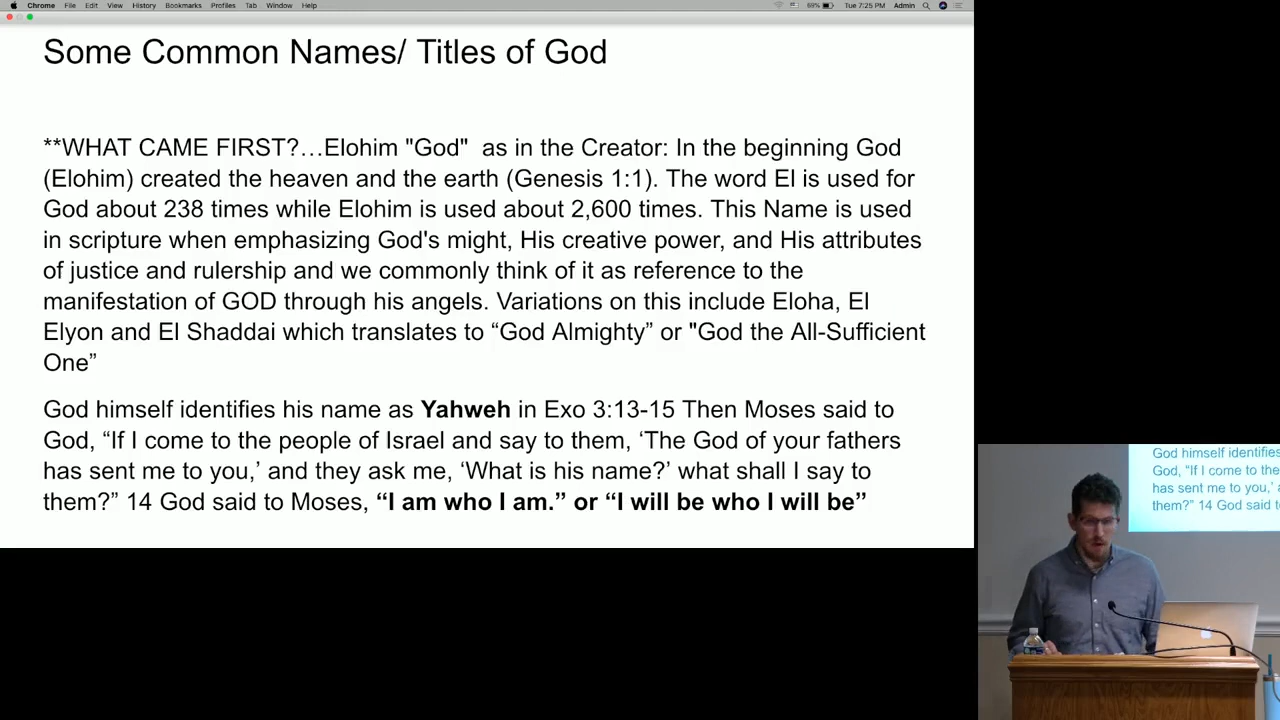 Chrome File Edit View History Bookmarks Profiles Tab Window Help 69% Tue 7:25 PM Admin
Some Common Names/ Titles of God
**WHAT CAME FIRST?…Elohim "God"  as in the Creator: In the beginning God
(Elohim) created the heaven and the earth (Genesis 1:1). The word El is used for
God about 238 times while Elohim is used about 2,600 times. This Name is used
in scripture when emphasizing God's might, His creative power, and His attributes
of justice and rulership and we commonly think of it as reference to the
manifestation of GOD through his angels. Variations on this include Eloha, El
Elyon and El Shaddai which translates to “God Almighty” or "God the All-Sufficient
One”
God himself identifies his name as Yahweh in Exo 3:13-15 Then Moses said to
God, “If I come to the people of Israel and say to them, ‘The God of your fathers
has sent me to you,’ and they ask me, ‘What is his name?’ what shall I say to
them?” 14 God said to Moses, “I am who I am.” or “I will be who I will be”
God himself identifies
God, “If I come to the
has sent me to you,’
them?” 14 God said to